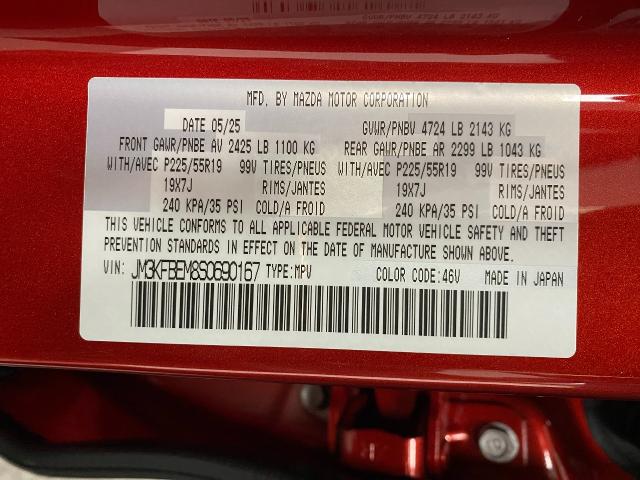 MFD. BY MAZDA MOTOR CORPORATION
DATE 05/25 GVWR/PNBV 4724 LB 2143 KG
FRONT GAWR/PNBE AV 2425 LB 1100 KG REAR GAWR/PNBE AR 2299 LB 1043 KG
WITH/AVEC P225/55R19 99V TIRES/PNEUS WITH/AVEC P225/55R19 99V TIRES/PNEUS
19X7J RIMS/JANTES 19X7J RIMS/JANTES
240 KPA/35 PSI COLD/A FROID 240 KPA/35 PSI COLD/A FROID
THIS VEHICLE CONFORMS TO ALL APPLICABLE FEDERAL MOTOR VEHICLE SAFETY AND THEFT
PREVENTION STANDARDS IN EFFECT ON THE DATE OF MANUFACTURE SHOWN ABOVE.
VIN: JM3KFBEM8S0690167 TYPE:MPV COLOR CODE:46V MADE IN JAPAN